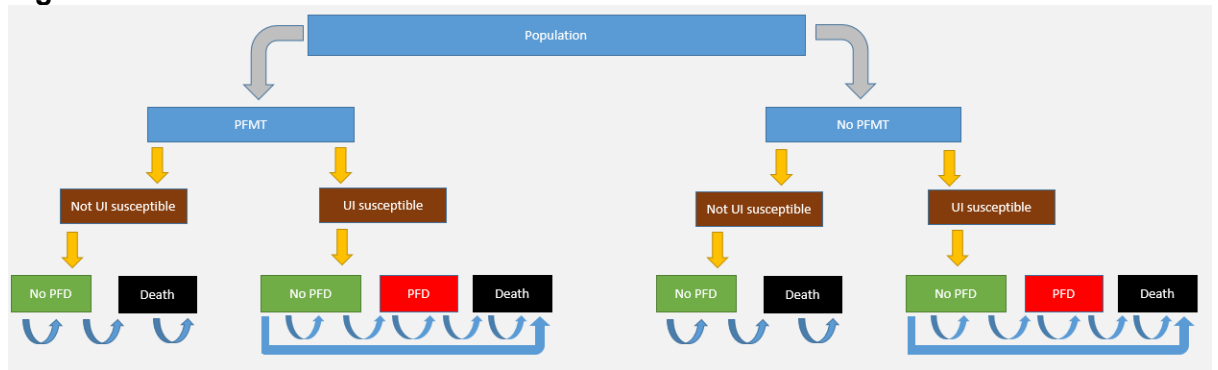 Population
PFMT
No PFMT
Not UI susceptible
UI susceptible
Not UI susceptible
UI susceptible
No PFD
Death
No PFD
PFD
Death
No PFD
Death
No PFD
PFD
Death